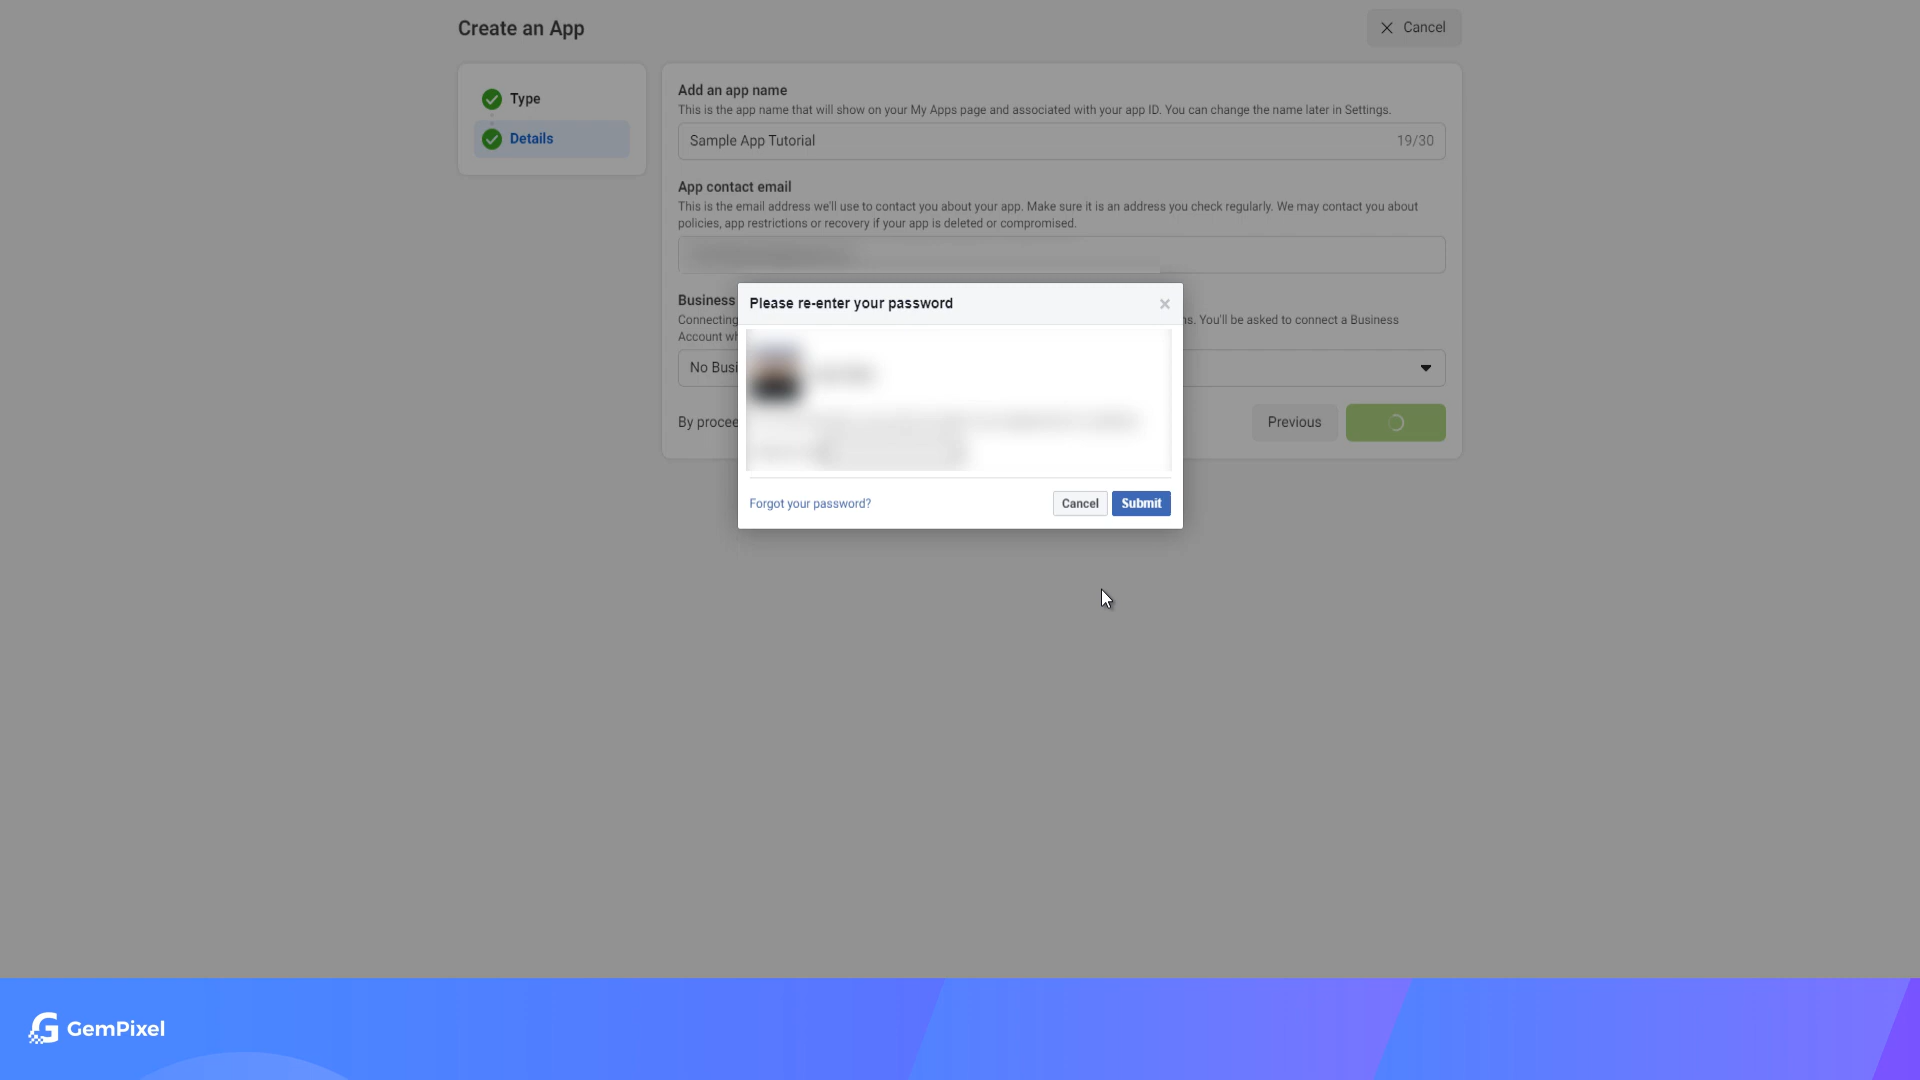 Create an App
Cancel
Type
Details
Add an app name
This is the app name that will show on your My Apps page and associated with your app ID. You can change the name later in Settings.
Sample App Tutorial
19/30
App contact email
This is the email address we'll use to contact you about your app. Make sure it is an address you check regularly. We may contact you about
policies, app restrictions or recovery if your app is deleted or compromised.
Business
Connecting
You'll be asked to connect a Business
Account
No
By
Previous
Please re-enter your password
Forgot your password?
Cancel
Submit
GemPixel